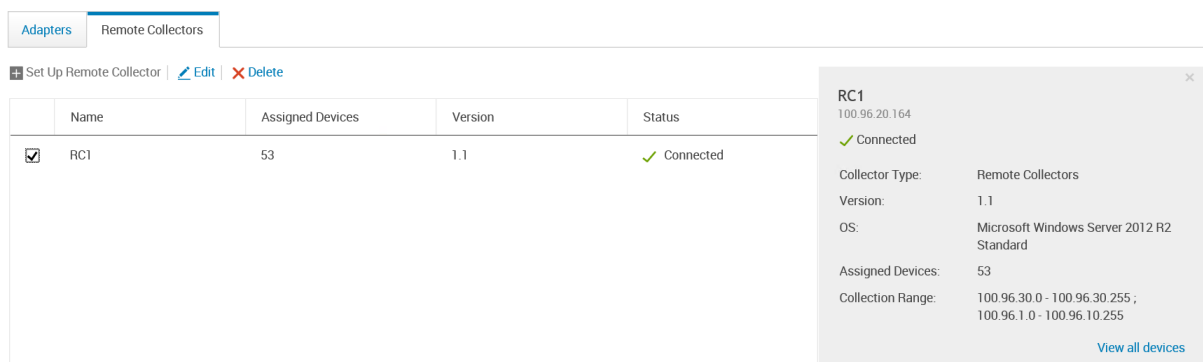 Adapters Remote Collectors
Set Up Remote Collector Edit Delete
Name Assigned Devices Version Status
RC1 53 1.1 Connected
RC1
100.96.20.164
Connected
Collector Type: Remote Collectors
Version: 1.1
OS: Microsoft Windows Server 2012 R2
Standard
Assigned Devices: 53
Collection Range: 100.96.30.0 - 100.96.30.255 ;
100.96.1.0 - 100.96.10.255
View all devices